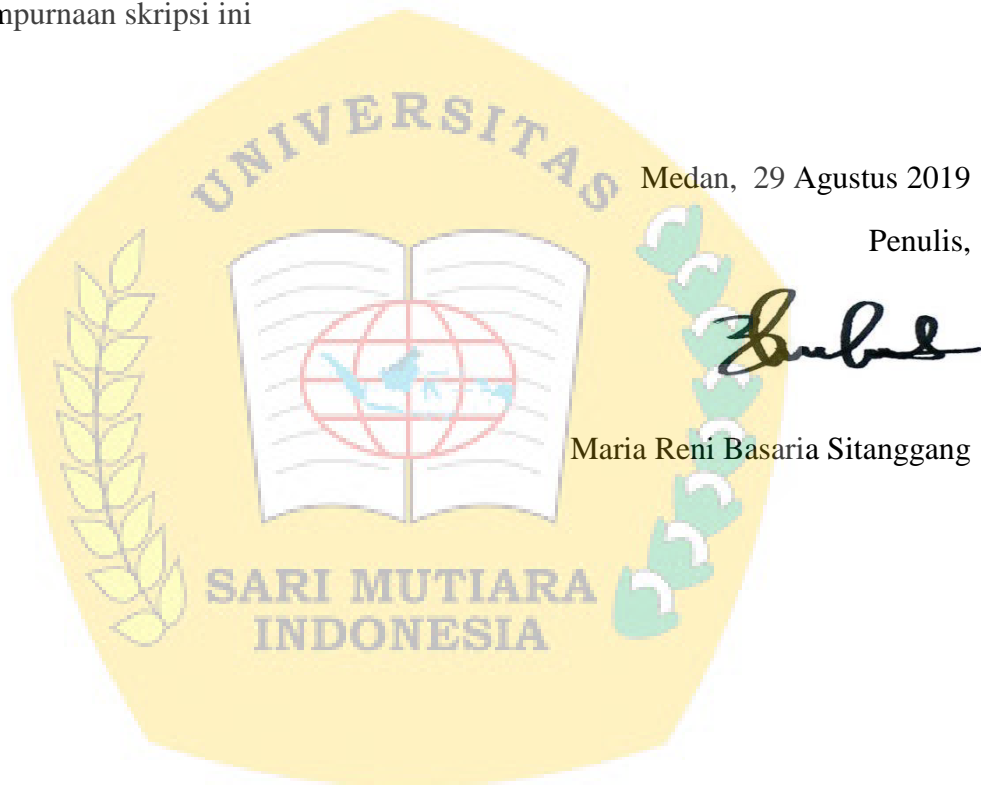 mpurnaan skripsi ini
UNIVERSITAS
Medan, 29 Agustus 2019
Penulis,
Maria Reni Basaria Sitanggang
SARI MUTIARA
INDONESIA